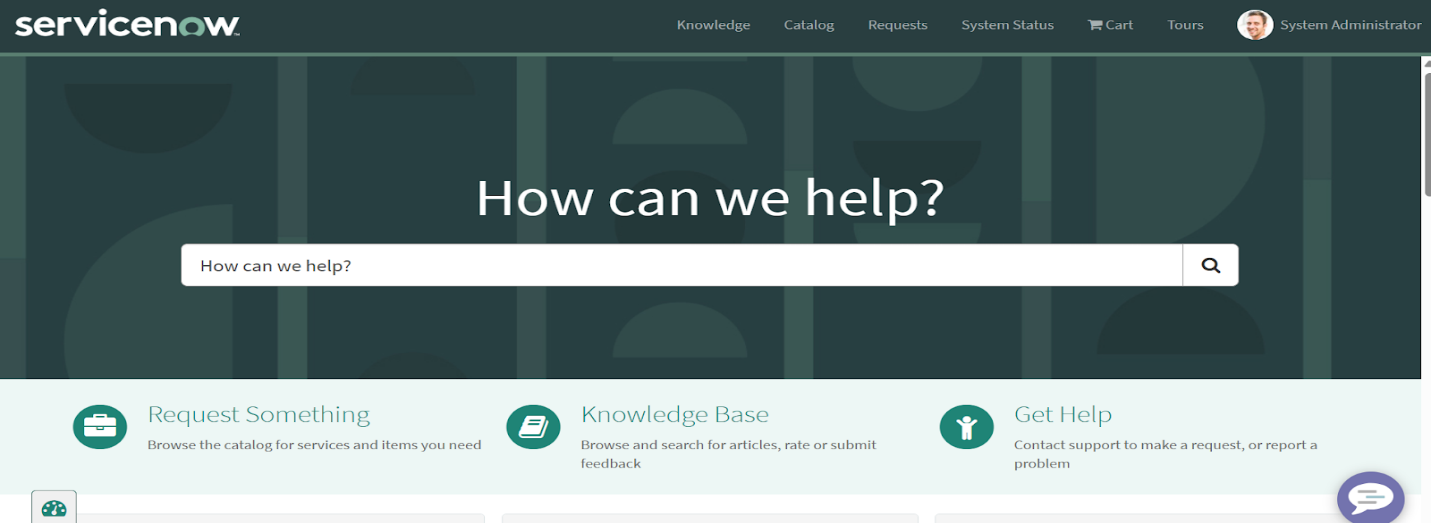 servicenow
Knowledge
Catalog
Requests
System Status
Cart
Tours
System Administrator
How can we help?
How can we help?
Request Something
Browse the catalog for services and items you need
Knowledge Base
Browse and search for articles, rate or submit
feedback
Get Help
Contact support to make a request, or report a
problem